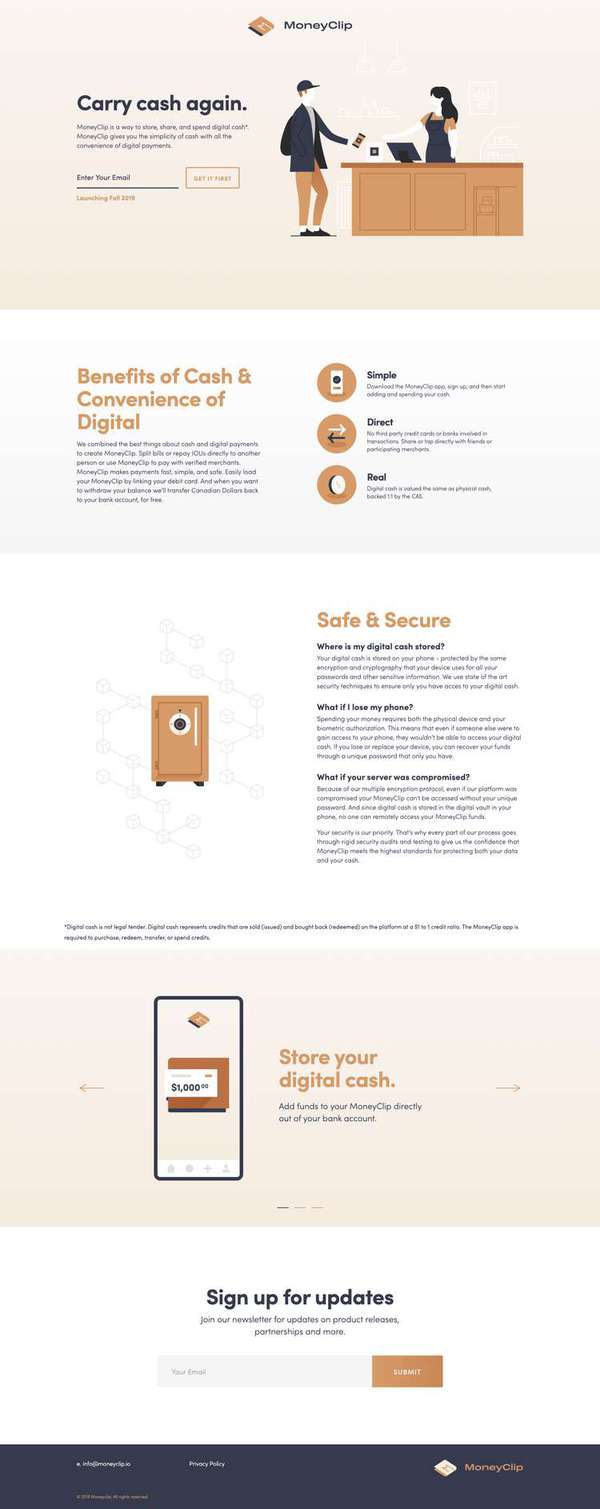 MoneyClip
Carry cash again.
MoneyClip is a way to store, share, and spend digital cash*.
MoneyClip gives you the simplicity of cash with all the
convenience of digital payments.
Enter Your Email
GET IT FIRST
Launching Fall 2019
Benefits of Cash &
Convenience of
Digital
We combined the best things about cash and digital payments
to create MoneyClip. Split bills or repay IOUs directly to another
person or use MoneyClip to pay with verified merchants.
MoneyClip makes payments fast, simple, and safe. Easily load
your MoneyClip by linking your debit card. And when you want
to withdraw your balance we'll transfer Canadian Dollars back
to your bank account, for free.
Simple
Download the MoneyClip app, sign up, and then start
adding and spending your cash.
Direct
No third party credit cards or banks involved in
transactions. Share or tap directly with friends or
participating merchants.
Real
Digital cash is valued the same as physical cash,
backed 1:1 by the CA$.
Safe & Secure
Where is my digital cash stored?
Your digital cash is stored on your phone - protected by the same
encryption and cryptography that your device uses for all your
passwords and other sensitive information. We use state of the art
security techniques to ensure only you have acces to your digital cash.
What if I lose my phone?
Spending your money requires both the physical device and your
biometric authorization. This means that even if someone else were to
gain access to your phone, they wouldn't be able to access your digital
cash. If you lose or replace your device, you can recover your funds
through a unique password that only you have.
What if your server was compromised?
Because of our multiple encryption protocol, even if our platform was
compromised your MoneyClip can't be accessed without your unique
password. And since digital cash is stored in the digital vault in your
phone, no one can remotely access your MoneyClip funds.
Your security is our priority. That's why every part of our process goes
through rigid security audits and testing to give us the confidence that
MoneyClip meets the highest standards for protecting both your data
and your cash.
*Digital cash is not legal tender. Digital cash represents credits that are sold (issued) and bought back (redeemed) on the platform at a $1 to 1 credit ratio. The MoneyClip app is
required to purchase, redeem, transfer, or spend credits.
$1,000.00
Store your
digital cash.
Add funds to your MoneyClip directly
out of your bank account.
Sign up for updates
Join our newsletter for updates on product releases,
partnerships and more.
Your Email
SUBMIT
e. info@moneyclip.io
Privacy Policy
MoneyClip
© 2019 Moneyclip. All rights reserved.